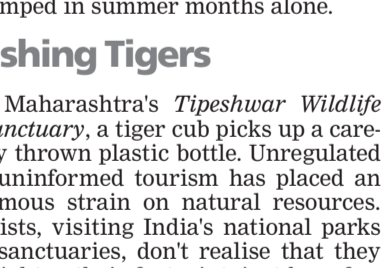 mped in summer months alone.
shing Tigers
Maharashtra's Tipeshwar Wildlife
anctuary, a tiger cub picks up a care-
y thrown plastic bottle. Unregulated
uninformed tourism has placed an
mous strain on natural resources.
ists, visiting India's national parks
sanctuaries, don't realise that they